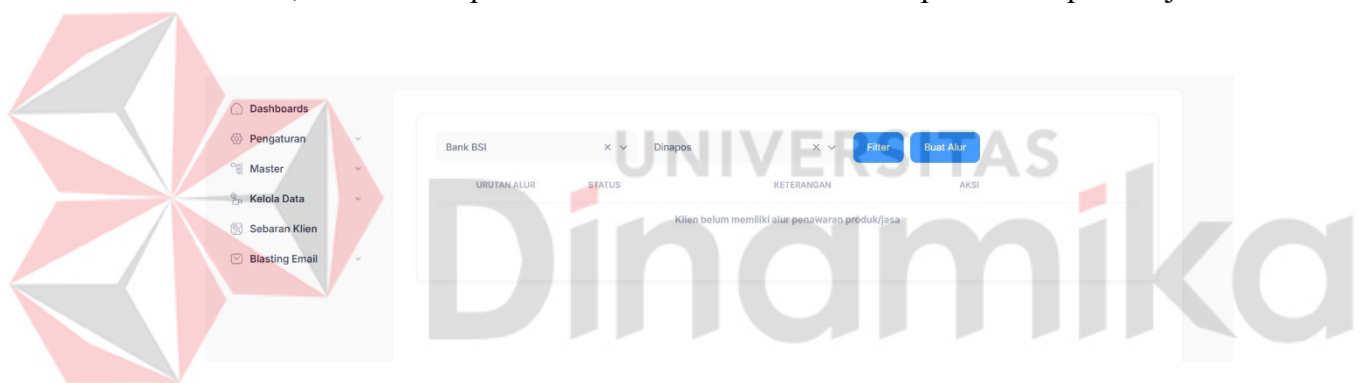 Dashboards
Pengaturan
Master
Kelola Data
Sebaran Klien
Blasting Email
Bank BSI Dinapos Filter Buat Alur
URUTAN ALUR STATUS KETERANGAN AKSI
Klien belum memiliki alur penawaran produk/jasa
UNIVERSITAS
Dinamika